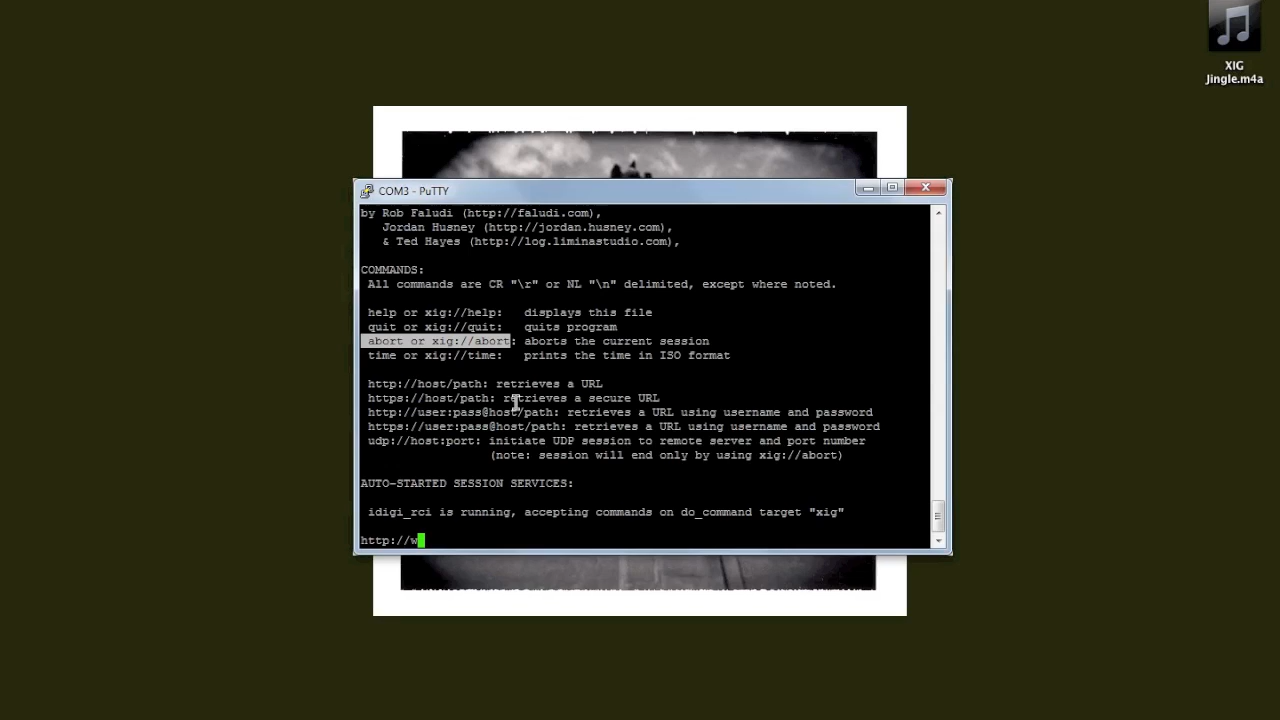 XIG
Jingle.m4a
COM3 - PuTTY
by Rob Faludi (http://faludi.com),
Jordan Husney (http://jordan.husney.com),
& Ted Hayes (http://log.liminastudio.com),
COMMANDS:
All commands are CR "\r" or NL "\n" delimited, except where noted.
help or xig://help: displays this file
quit or xig://quit: quits program
abort or xig://abort: aborts the current session
time or xig://time: prints the time in ISO format
http://host/path: retrieves a URL
https://host/path: retrieves a secure URL
http://user:pass@host/path: retrieves a URL using username and password
https://user:pass@host/path: retrieves a URL using username and password
udp://host:port: initiate UDP session to remote server and port number
(note: session will end only by using xig://abort)
AUTO-STARTED SESSION SERVICES:
idigi_rci is running, accepting commands on do_command target "xig"
http://w